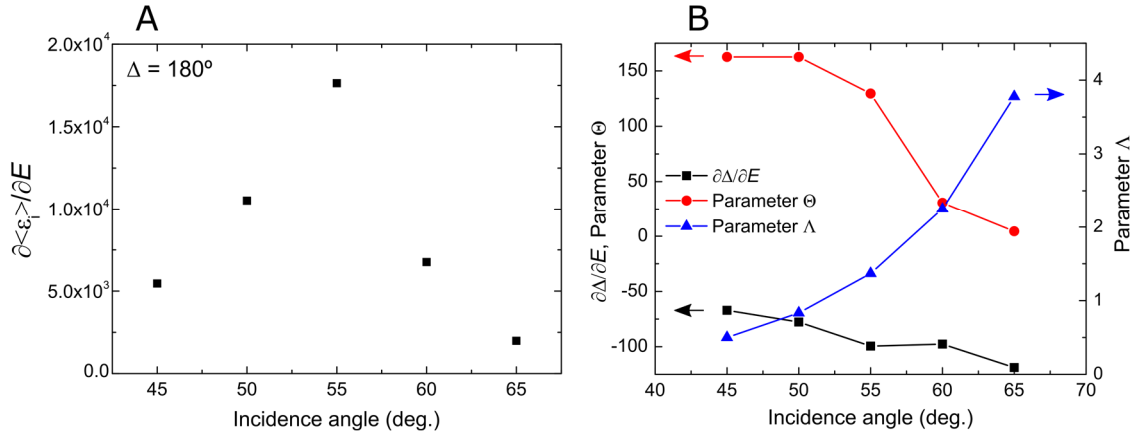 A
Δ = 180º
2.0x10⁴
1.5x10⁴
1.0x10⁴
5.0x10³
0.0
∂<εᵢ>/∂E
45 50 55 60 65
Incidence angle (deg.)
B
150
100
50
0
-50
-100
∂Δ/∂E, Parameter Θ
∂Δ/∂E
Parameter Θ
Parameter Λ
4
3
2
1
0
Parameter Λ
40 45 50 55 60 65 70
Incidence angle (deg.)